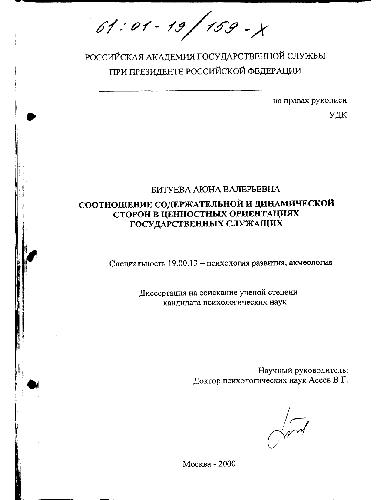 61:01-19/159-X
РОССИЙСКАЯ АКАДЕМИЯ ГОСУДАРСТВЕННОЙ СЛУЖБЫ
ПРИ ПРЕЗИДЕНТЕ РОССИЙСКОЙ ФЕДЕРАЦИИ
на правах рукописи
УДК
БИТУЕВА АЮНА ВАЛЕРЬЕВНА
СООТНОШЕНИЕ СОДЕРЖАТЕЛЬНОЙ И ДИНАМИЧЕСКОЙ
СТОРОН В ЦЕННОСТНЫХ ОРИЕНТАЦИЯХ
ГОСУДАРСТВЕННЫХ СЛУЖАЩИХ
Специальность 19.00.13 – психология развития, акмеология
Диссертация на соискание ученой степени
кандидата психологических наук
Научный руководитель:
Доктор психологических наук Асеев В.Г.
Москва - 2000